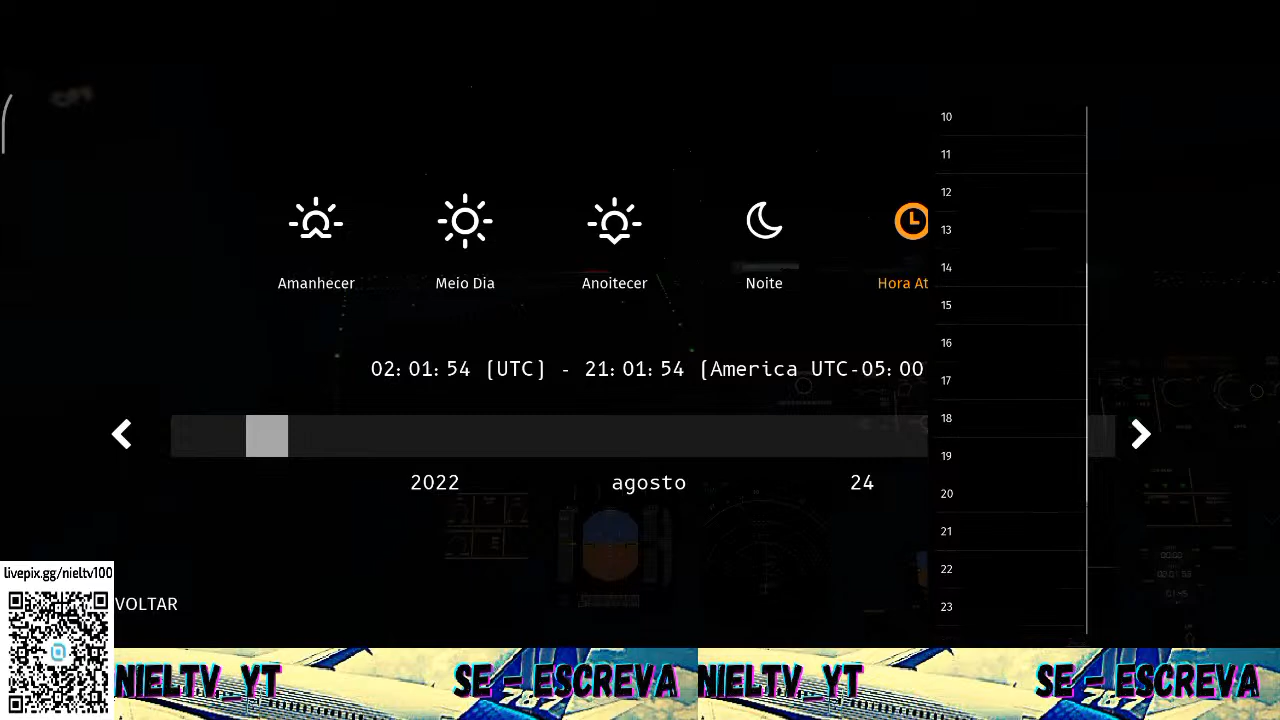 OFF
10
11
12
13
14
15
16
17
18
19
20
21
22
23
Amanhecer Meio Dia Anoitecer Noite Hora At
02:01:54 [UTC] - 21:01:54 [America UTC-05:00
2022 agosto 24
livepix.gg/nieltv100
VOLTAR
NIELTV_YT SE - ESCREVA NIELTV_YT SE - ESCREVA